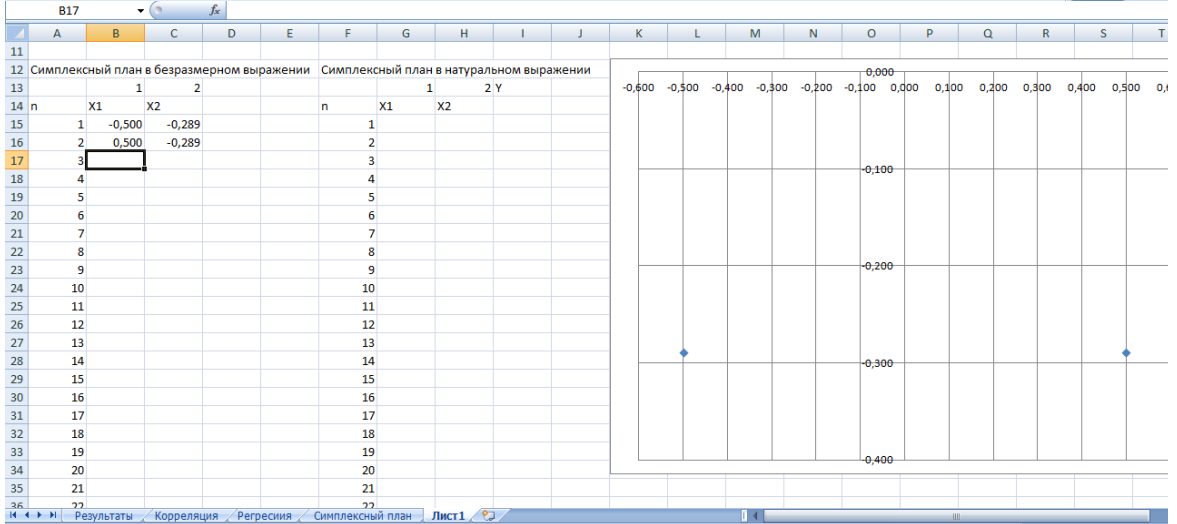 B17 fx
A B C D E F G H I J K L M N O P Q R S T
11
12 Симплексный план в безразмерном выражении Симплексный план в натуральном выражении
13 1 2 1 2 Y
14 n X1 X2 n X1 X2
15 1 -0,500 -0,289 1
16 2 0,500 -0,289 2
17 3 3
18 4 4
19 5 5
20 6 6
21 7 7
22 8 8
23 9 9
24 10 10
25 11 11
26 12 12
27 13 13
28 14 14
29 15 15
30 16 16
31 17 17
32 18 18
33 19 19
34 20 20
35 21 21
36 22 22
0,000
-0,600 -0,500 -0,400 -0,300 -0,200 -0,100 0,000 0,100 0,200 0,300 0,400 0,500
-0,100
-0,200
-0,300
-0,400
Результаты Корреляция Регресиия Симплексный план Лист1